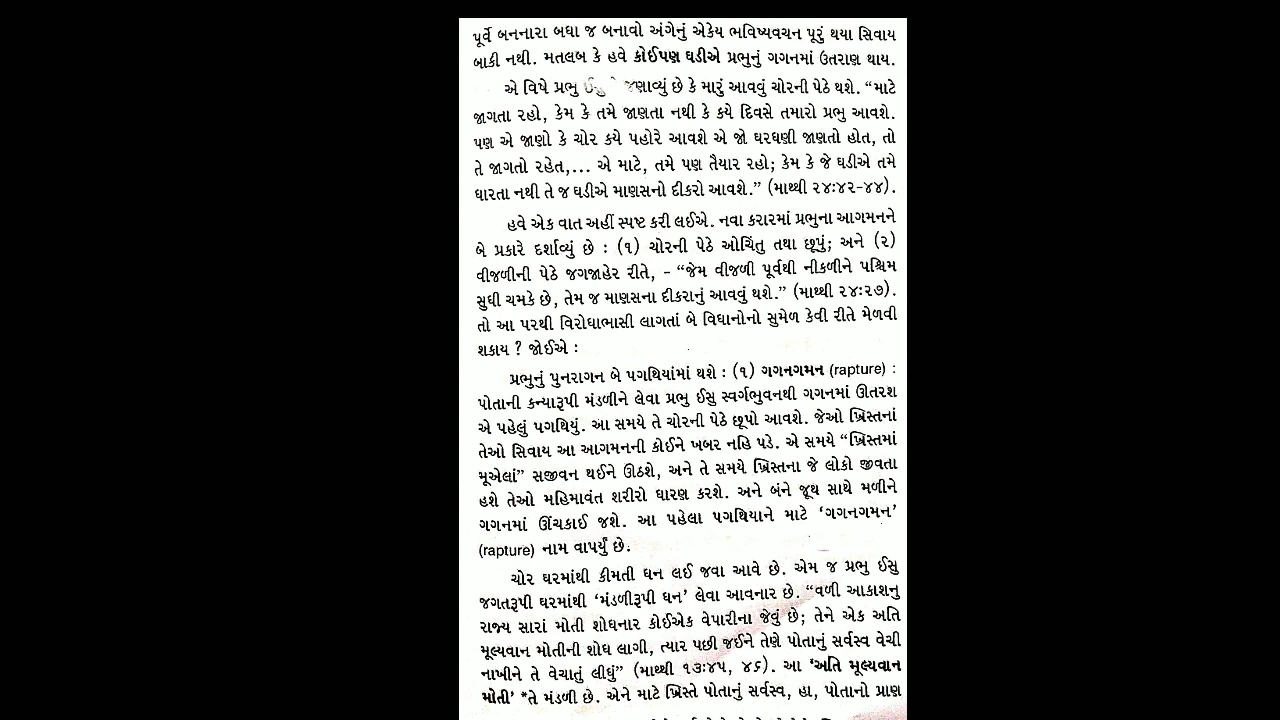 પૂર્વે બનનારા બધા જ બનાવો અંગેનું એકેય ભવિષ્યવચન પૂરું થયા સિવાય
બાકી નથી. મતલબ કે હવે કોઈપણ ઘડીએ પ્રભુનું ગગનમાં ઉતરાણ થાય.
એ વિષે પ્રભુ જણાવ્યું છે કે મારું આવવું ચોરની પેઠે થશે. “માટે
જાગતા રહો, કેમ કે તમે જાણતા નથી કે કયે દિવસે તમારો પ્રભુ આવશે.
પણ એ જાણો કે ચોર કયે પહોરે આવશે એ જો ઘરધણી જાણતો હોત, તો
તે જાગતો રહેત,... એ માટે, તમે પણ તૈયાર રહો; કેમ કે જે ઘડીએ તમે
ધારતા નથી તે જ ઘડીએ માણસનો દીકરો આવશે.” (માથ્થી ૨૪:૪૨-૪૪).
હવે એક વાત અહીં સ્પષ્ટ કરી લઈએ. નવા કરારમાં પ્રભુના આગમનને
બે પ્રકારે દર્શાવ્યું છે : (૧) ચોરની પેઠે ઓચિંતુ તથા છૂપું; અને (૨)
વીજળીની પેઠે જગજાહેર રીતે, - “જેમ વીજળી પૂર્વથી નીકળીને પશ્ચિમ
સુધી ચમકે છે, તેમ જ માણસના દીકરાનું આવવું થશે.” (માથ્થી ૨૪:૨૭).
તો આ પરથી વિરોધાભાસી લાગતાં બે વિધાનોનો સુમેળ કેવી રીતે મેળવી
શકાય ? જોઈએ :
પ્રભુનું પુનરાગન બે પગથિયાંમાં થશે : (૧) ગગનગમન (rapture) :
પોતાની કન્યારૂપી મંડળીને લેવા પ્રભુ ઈસુ સ્વર્ગભુવનથી ગગનમાં ઊતરશ
એ પહેલું પગથિયું. આ સમયે તે ચોરની પેઠે છૂપો આવશે. જેઓ ખ્રિસ્તનાં
તેઓ સિવાય આ આગમનની કોઈને ખબર નહિ પડે. એ સમયે “ખ્રિસ્તમાં
મૂએલાં” સજીવન થઈને ઊઠશે, અને તે સમયે ખ્રિસ્તના જે લોકો જીવતા
હશે તેઓ મહિમાવંત શરીરો ધારણ કરશે. અને બંને જૂથ સાથે મળીને
ગગનમાં ઊંચકાઈ જશે. આ પહેલા પગથિયાને માટે ‘ગગનગમન’
(rapture) નામ વાપર્યું છે.
ચોર ઘરમાંથી કીમતી ધન લઈ જવા આવે છે. એમ જ પ્રભુ ઈસુ
જગતરૂપી ઘરમાંથી ‘મંડળીરૂપી ધન’ લેવા આવનાર છે. “વળી આકાશનુ
રાજ્ય સારાં મોતી શોધનાર કોઈએક વેપારીના જેવું છે; તેને એક અતિ
મૂલ્યવાન મોતીની શોધ લાગી, ત્યાર પછી જઈને તેણે પોતાનું સર્વસ્વ વેચી
નાખીને તે વેચાતું લીધું” (માથ્થી ૧૩:૪૫, ૪૬). આ ‘અતિ મૂલ્યવાન
મોતી’ *તે મંડળી છે. એને માટે ખ્રિસ્તે પોતાનું સર્વસ્વ, હા, પોતાનો પ્રાણ